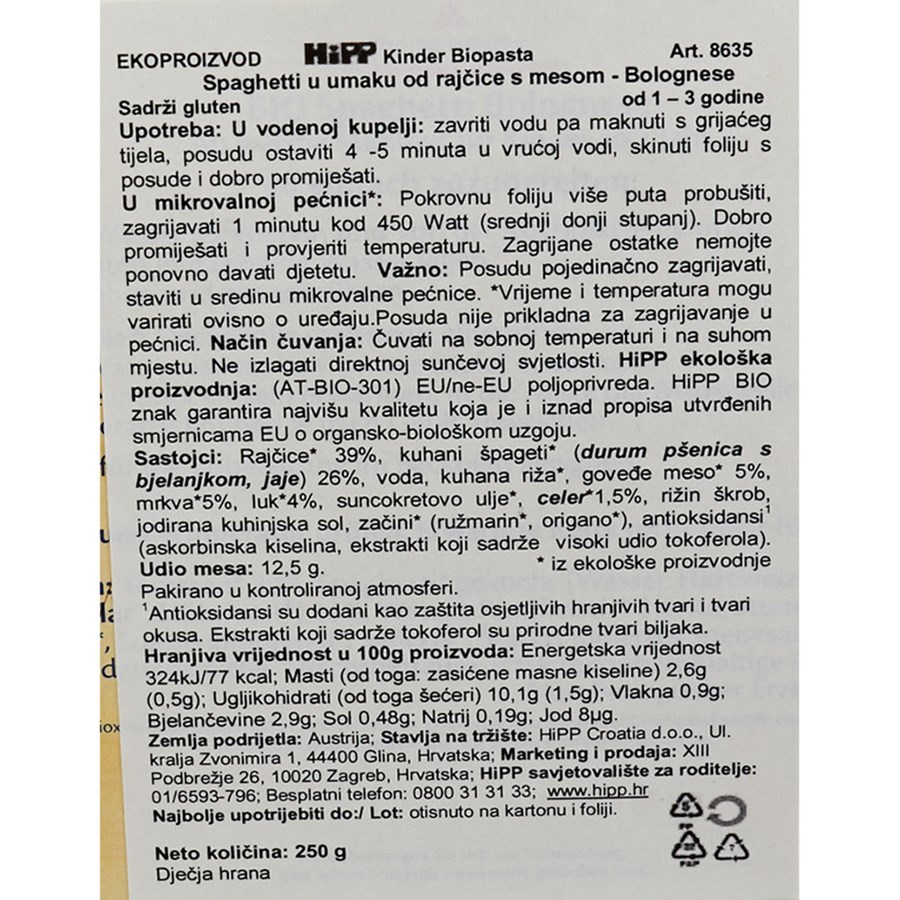 EKOPROIZVOD HiPP Kinder Biopasta Art. 8635
Spaghetti u umaku od rajčice s mesom - Bolognese
Sadrži gluten od 1 – 3 godine
Upotreba: U vodenoj kupelji: zavriti vodu pa maknuti s grijaćeg
tijela, posudu ostaviti 4 -5 minuta u vrućoj vodi, skinuti foliju s
posude i dobro promiješati.
U mikrovalnoj pećnici*: Pokrovnu foliju više puta probušiti,
zagrijavati 1 minutu kod 450 Watt (srednji donji stupanj). Dobro
promiješati i provjeriti temperaturu. Zagrijane ostatke nemojte
ponovno davati djetetu. Važno: Posudu pojedinačno zagrijavati,
staviti u sredinu mikrovalne pećnice. *Vrijeme i temperatura mogu
varirati ovisno o uređaju.Posuda nije prikladna za zagrijavanje u
pećnici. Način čuvanja: Čuvati na sobnoj temperaturi i na suhom
mjestu. Ne izlagati direktnoj sunčevoj svjetlosti. HiPP ekološka
proizvodnja: (AT-BIO-301) EU/ne-EU poljoprivreda. HiPP BIO
znak garantira najvišu kvalitetu koja je i iznad propisa utvrđenih
smjernicama EU o organsko-biološkom uzgoju.
Sastojci: Rajčice* 39%, kuhani špageti* (durum pšenica s
bjelanjkom, jaje) 26%, voda, kuhana riža*, goveđe meso* 5%,
mrkva*5%, luk*4%, suncokretovo ulje*, celer*1,5%, rižin škrob,
jodirana kuhinjska sol, začini* (ružmarin*, origano*), antioksidansi¹
(askorbinska kiselina, ekstrakti koji sadrže visoki udio tokoferola).
Udio mesa: 12,5 g. * iz ekološke proizvodnje
Pakirano u kontroliranoj atmosferi.
¹Antioksidansi su dodani kao zaštita osjetljivih hranjivih tvari i tvari
okusa. Ekstrakti koji sadrže tokoferol su prirodne tvari biljaka.
Hranjiva vrijednost u 100g proizvoda: Energetska vrijednost
324kJ/77 kcal; Masti (od toga: zasićene masne kiseline) 2,6g
(0,5g); Ugljikohidrati (od toga šećeri) 10,1g (1,5g); Vlakna 0,9g;
Bjelančevine 2,9g; Sol 0,48g; Natrij 0,19g; Jod 8µg.
Zemlja podrijetla: Austrija; Stavlja na tržište: HiPP Croatia d.o.o., Ul.
kralja Zvonimira 1, 44400 Glina, Hrvatska; Marketing i prodaja: XIII
Podbrežje 26, 10020 Zagreb, Hrvatska; HiPP savjetovalište za roditelje:
01/6593-796; Besplatni telefon: 0800 31 31 33; www.hipp.hr
Najbolje upotrijebiti do:/ Lot: otisnuto na kartonu i foliji.
5
PP
PAP
7
Neto količina: 250 g
Dječja hrana